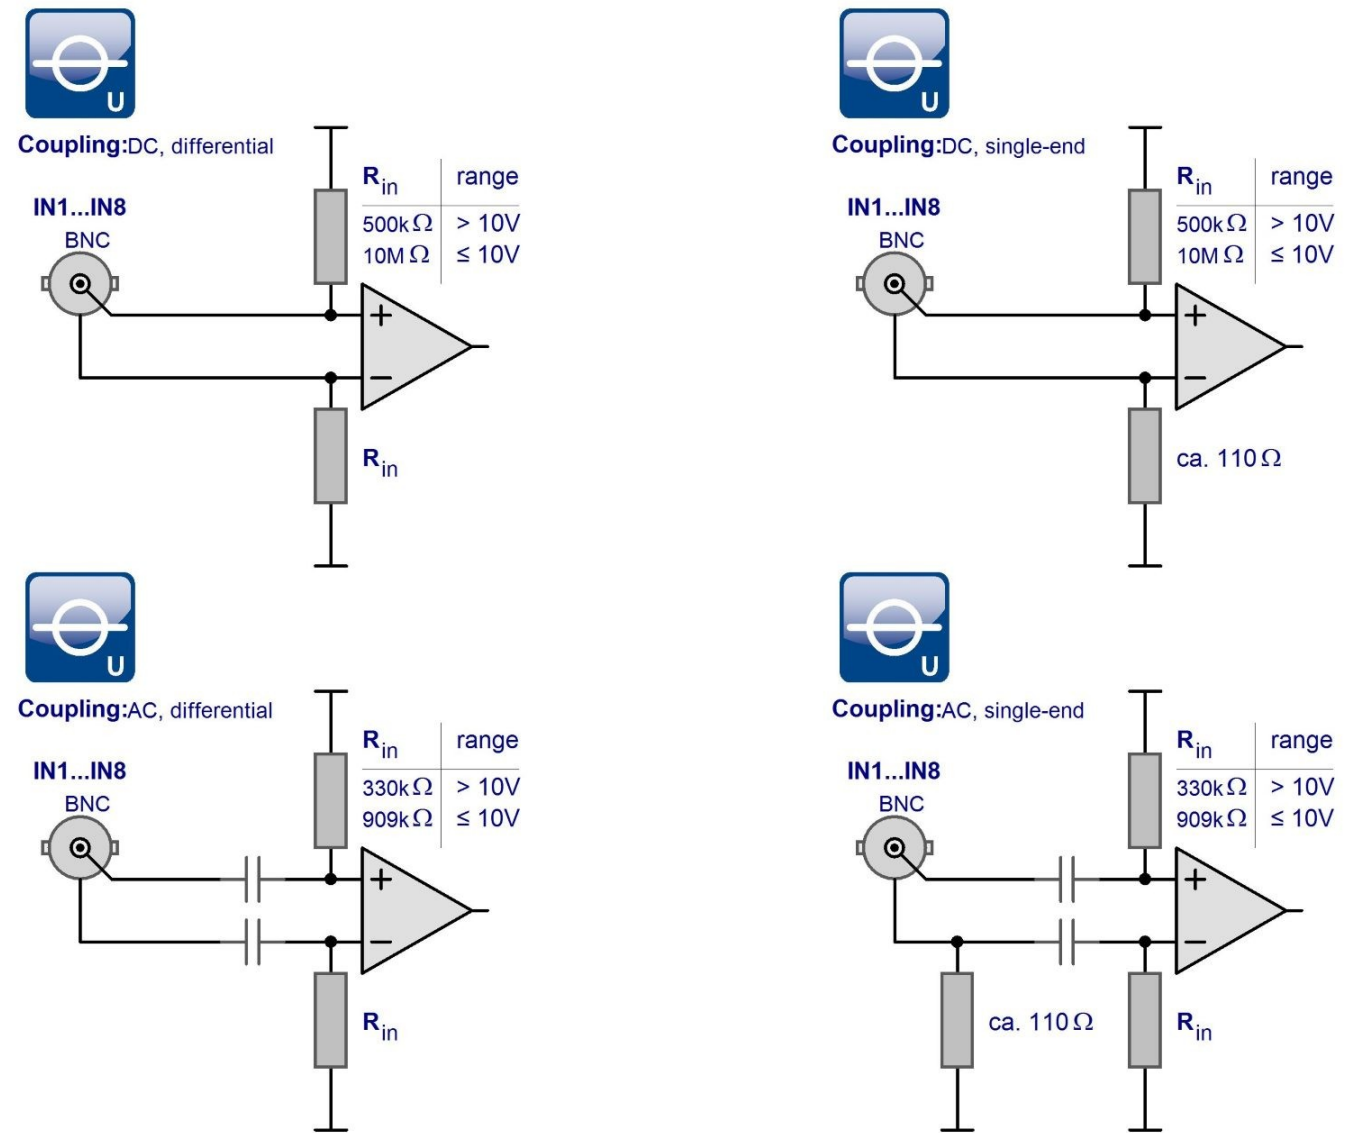 U
Coupling:DC, differential
IN1...IN8
BNC
Rin range
500kΩ > 10V
10MΩ ≤ 10V
+
−
Rin
U
Coupling:DC, single-end
IN1...IN8
BNC
Rin range
500kΩ > 10V
10MΩ ≤ 10V
+
−
ca. 110Ω
U
Coupling:AC, differential
IN1...IN8
BNC
Rin range
330kΩ > 10V
909kΩ ≤ 10V
+
−
Rin
U
Coupling:AC, single-end
IN1...IN8
BNC
Rin range
330kΩ > 10V
909kΩ ≤ 10V
+
−
ca. 110Ω
Rin